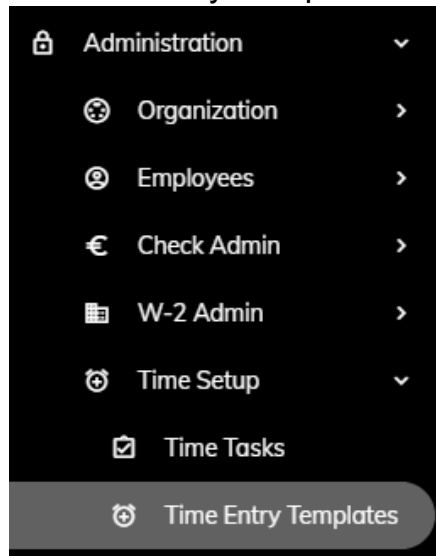 Administration
Organization
Employees
Check Admin
W-2 Admin
Time Setup
Time Tasks
Time Entry Templates